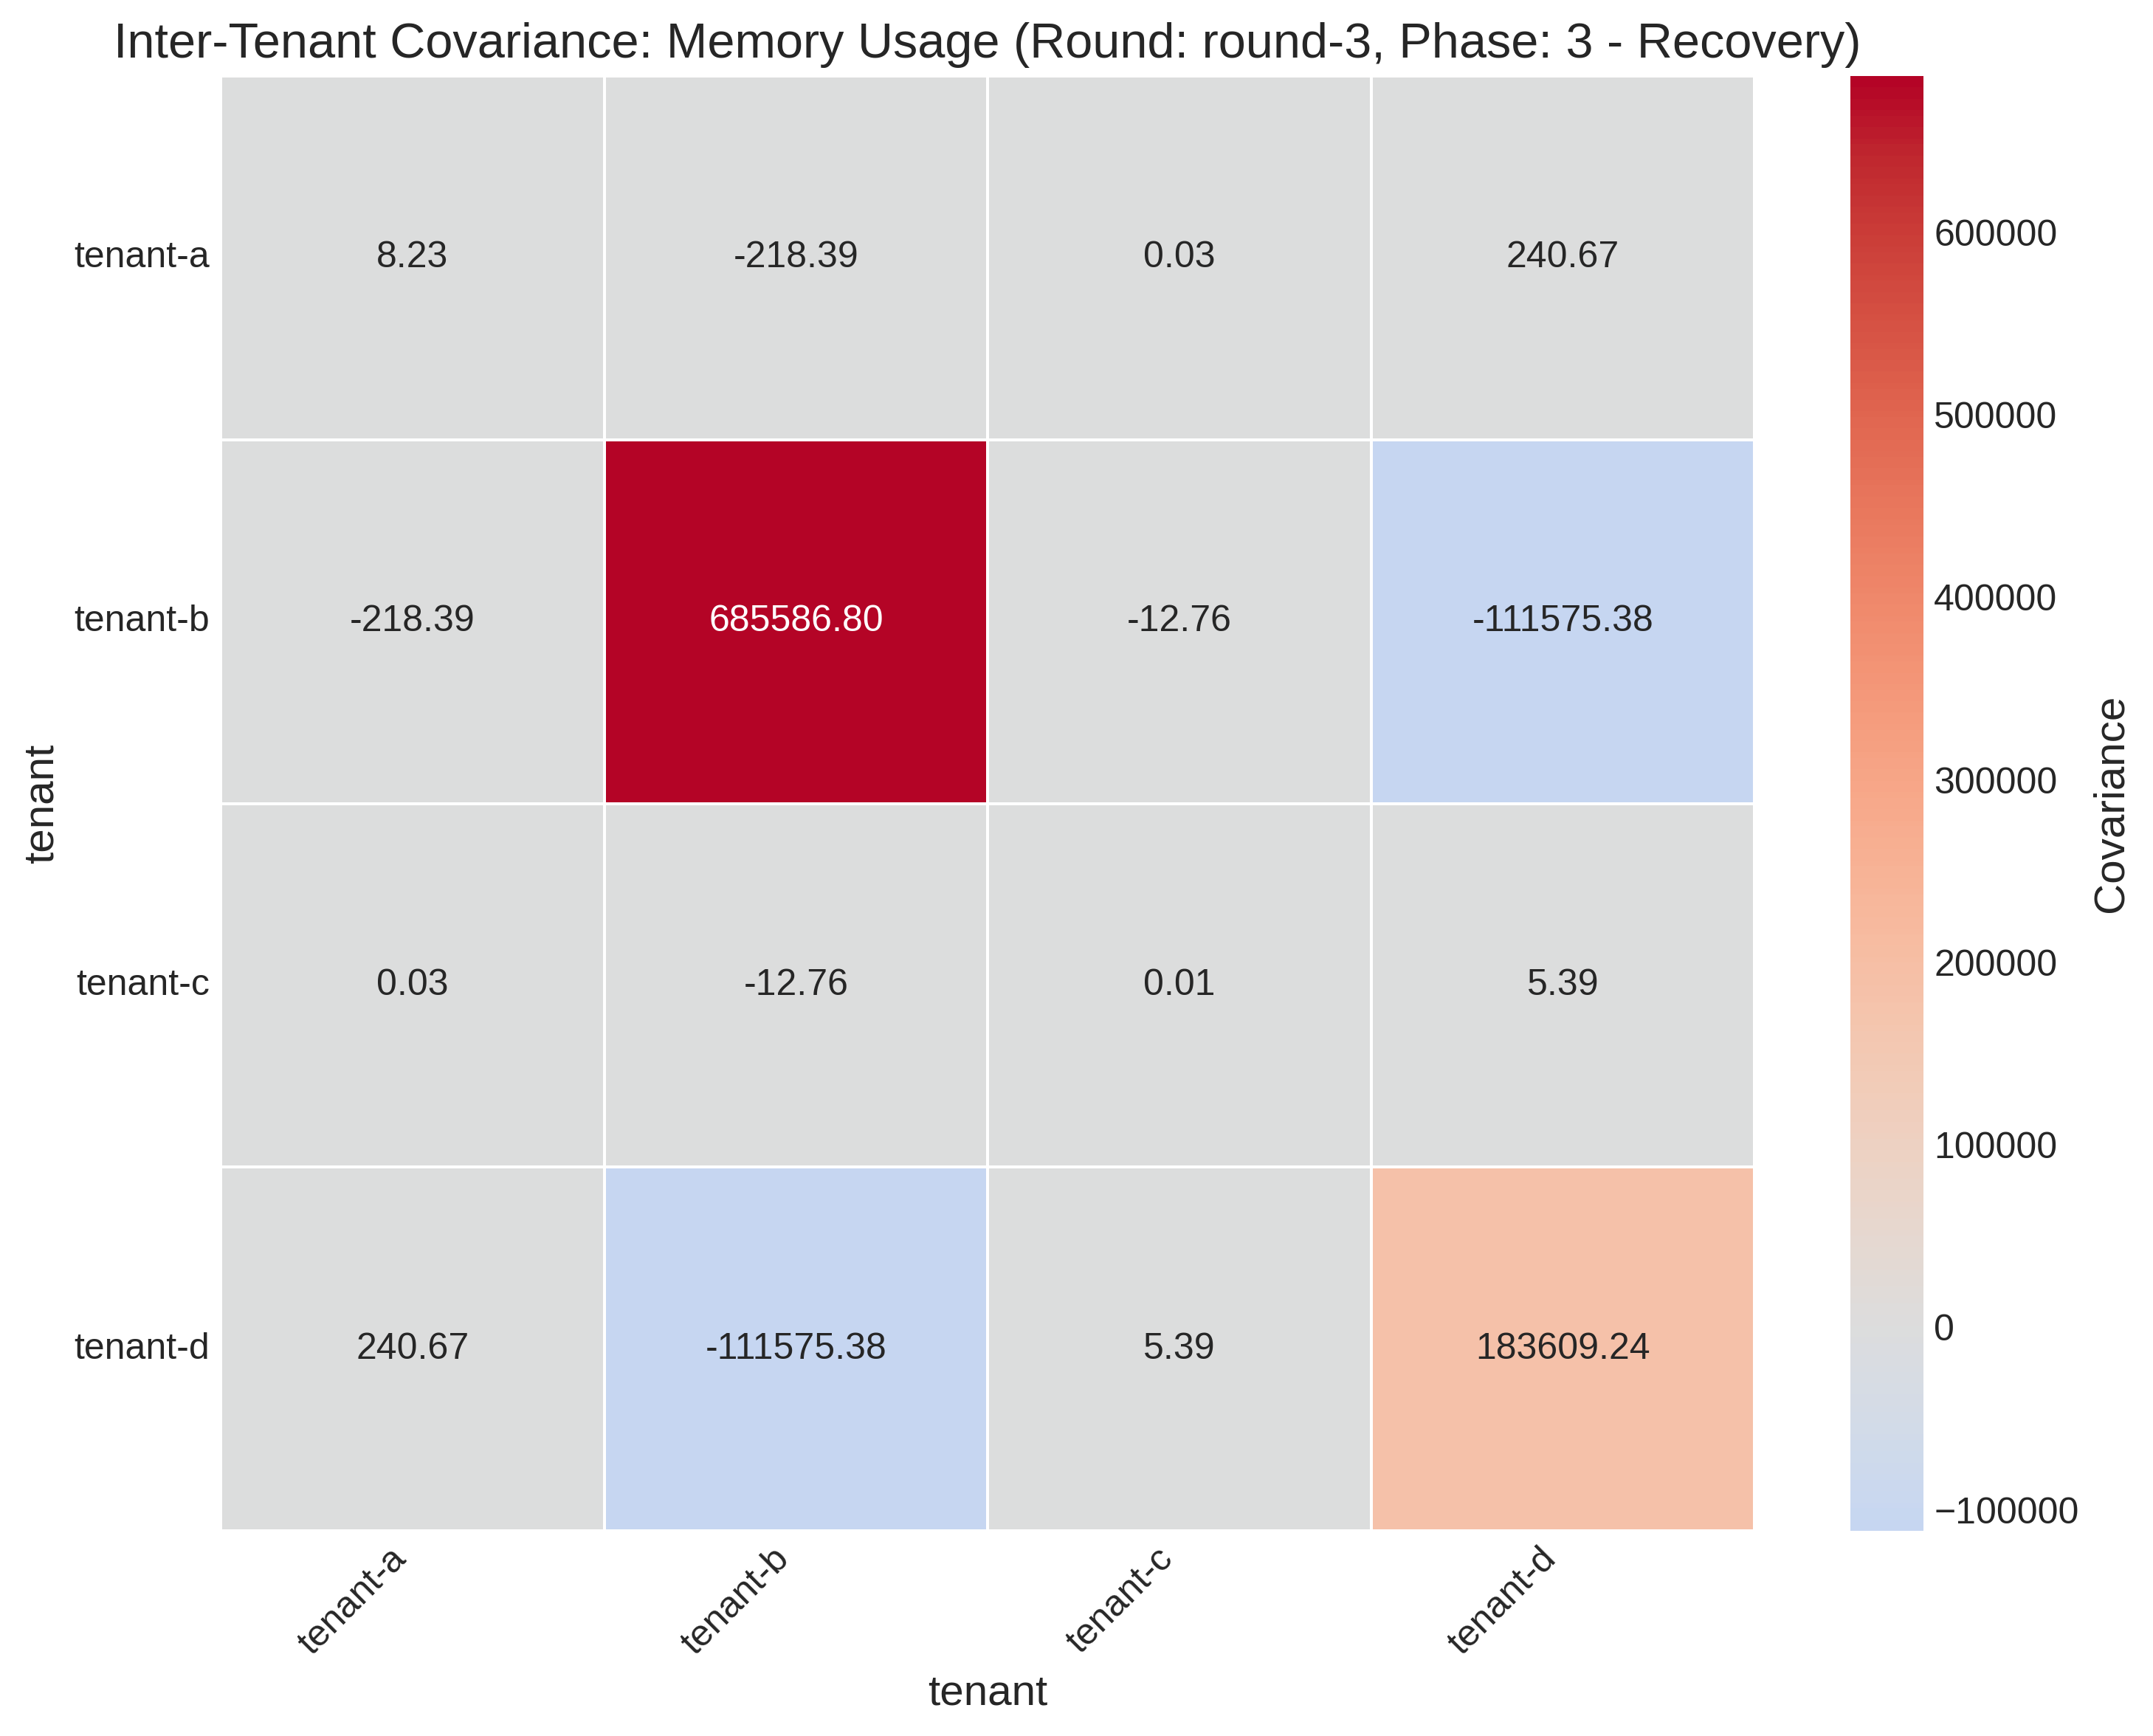 Inter-Tenant Covariance: Memory Usage (Round: round-3, Phase: 3 - Recovery)
tenant-a 8.23 -218.39 0.03 240.67
tenant-b -218.39 685586.80 -12.76 -111575.38
tenant-c 0.03 -12.76 0.01 5.39
tenant-d 240.67 -111575.38 5.39 183609.24
tenant
tenant-a tenant-b tenant-c tenant-d
tenant
600000
500000
400000
300000
200000
100000
0
−100000
Covariance